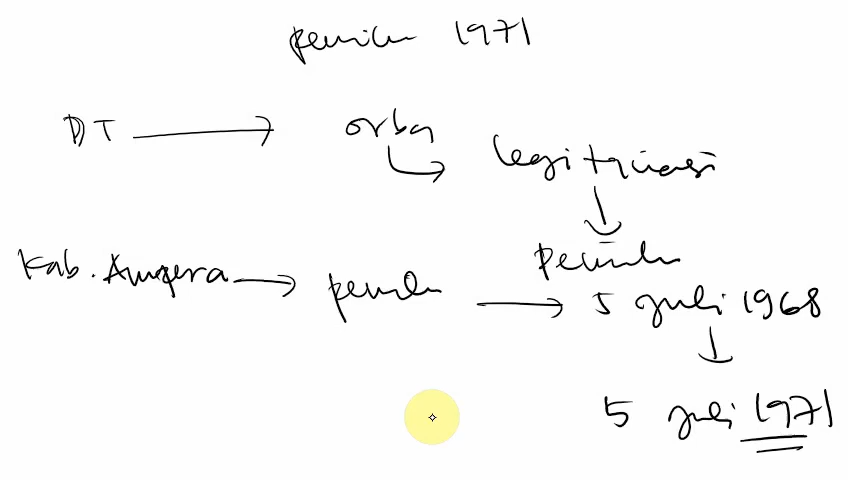 pemilu 1971
DT → orba
↳ legitimasi
↓
Kab. Ampera → pemilu → Pemilu
5 Juli 1968
↓
5 Juli 1971